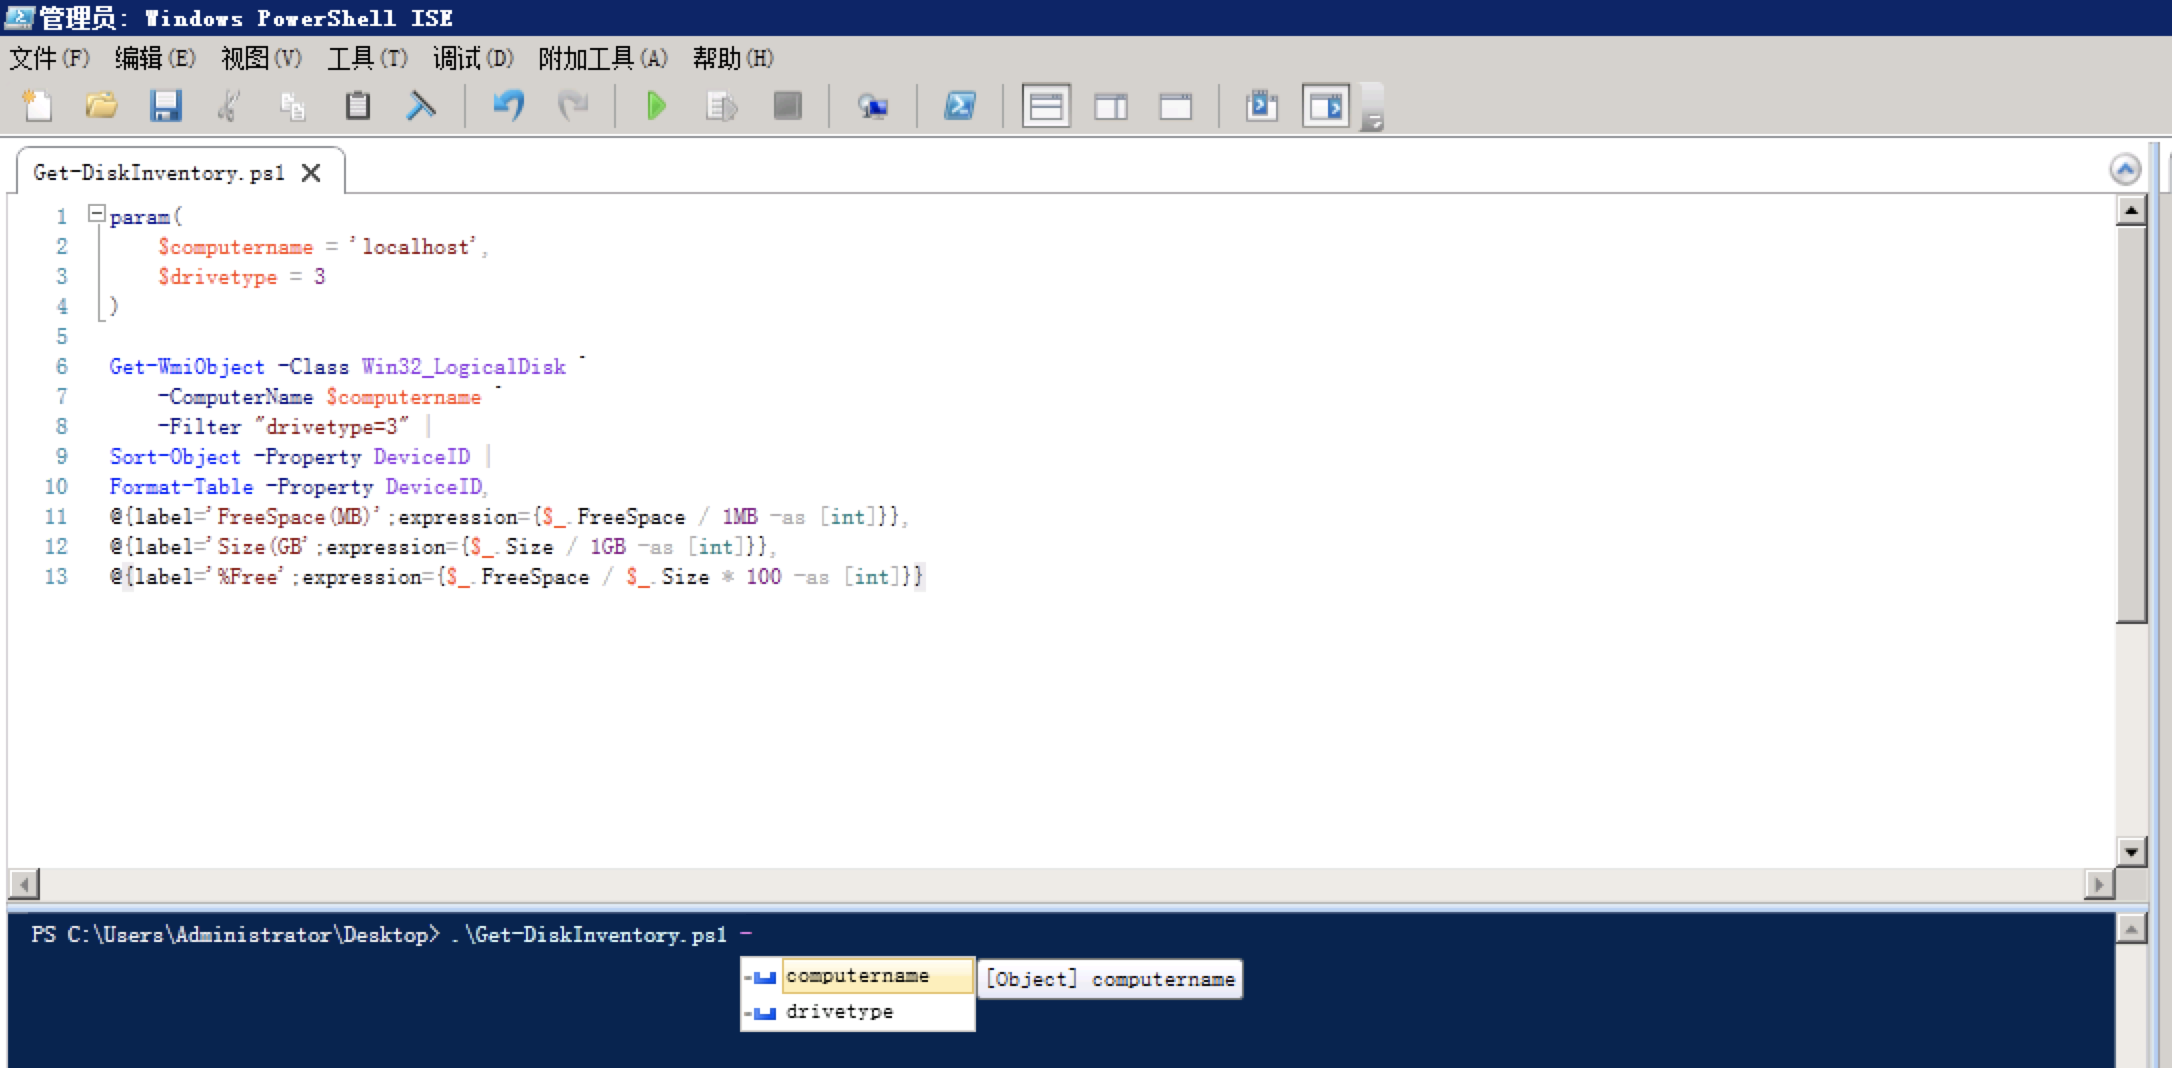 管理员: Windows PowerShell ISE
文件(F) 编辑(E) 视图(V) 工具(T) 调试(D) 附加工具(A) 帮助(H)
Get-DiskInventory.ps1
1 param(
2 $computername = 'localhost',
3 $drivetype = 3
4 )
5
6 Get-WmiObject -Class Win32_LogicalDisk `
7 -ComputerName $computername `
8 -Filter "drivetype=3" |
9 Sort-Object -Property DeviceID |
10 Format-Table -Property DeviceID,
11 @{label='FreeSpace(MB)';expression={$_.FreeSpace / 1MB -as [int]}},
12 @{label='Size(GB';expression={$_.Size / 1GB -as [int]}},
13 @{label='%Free';expression={$_.FreeSpace / $_.Size * 100 -as [int]}}
PS C:\Users\Administrator\Desktop> .\Get-DiskInventory.ps1 -
computername [Object] computername
drivetype